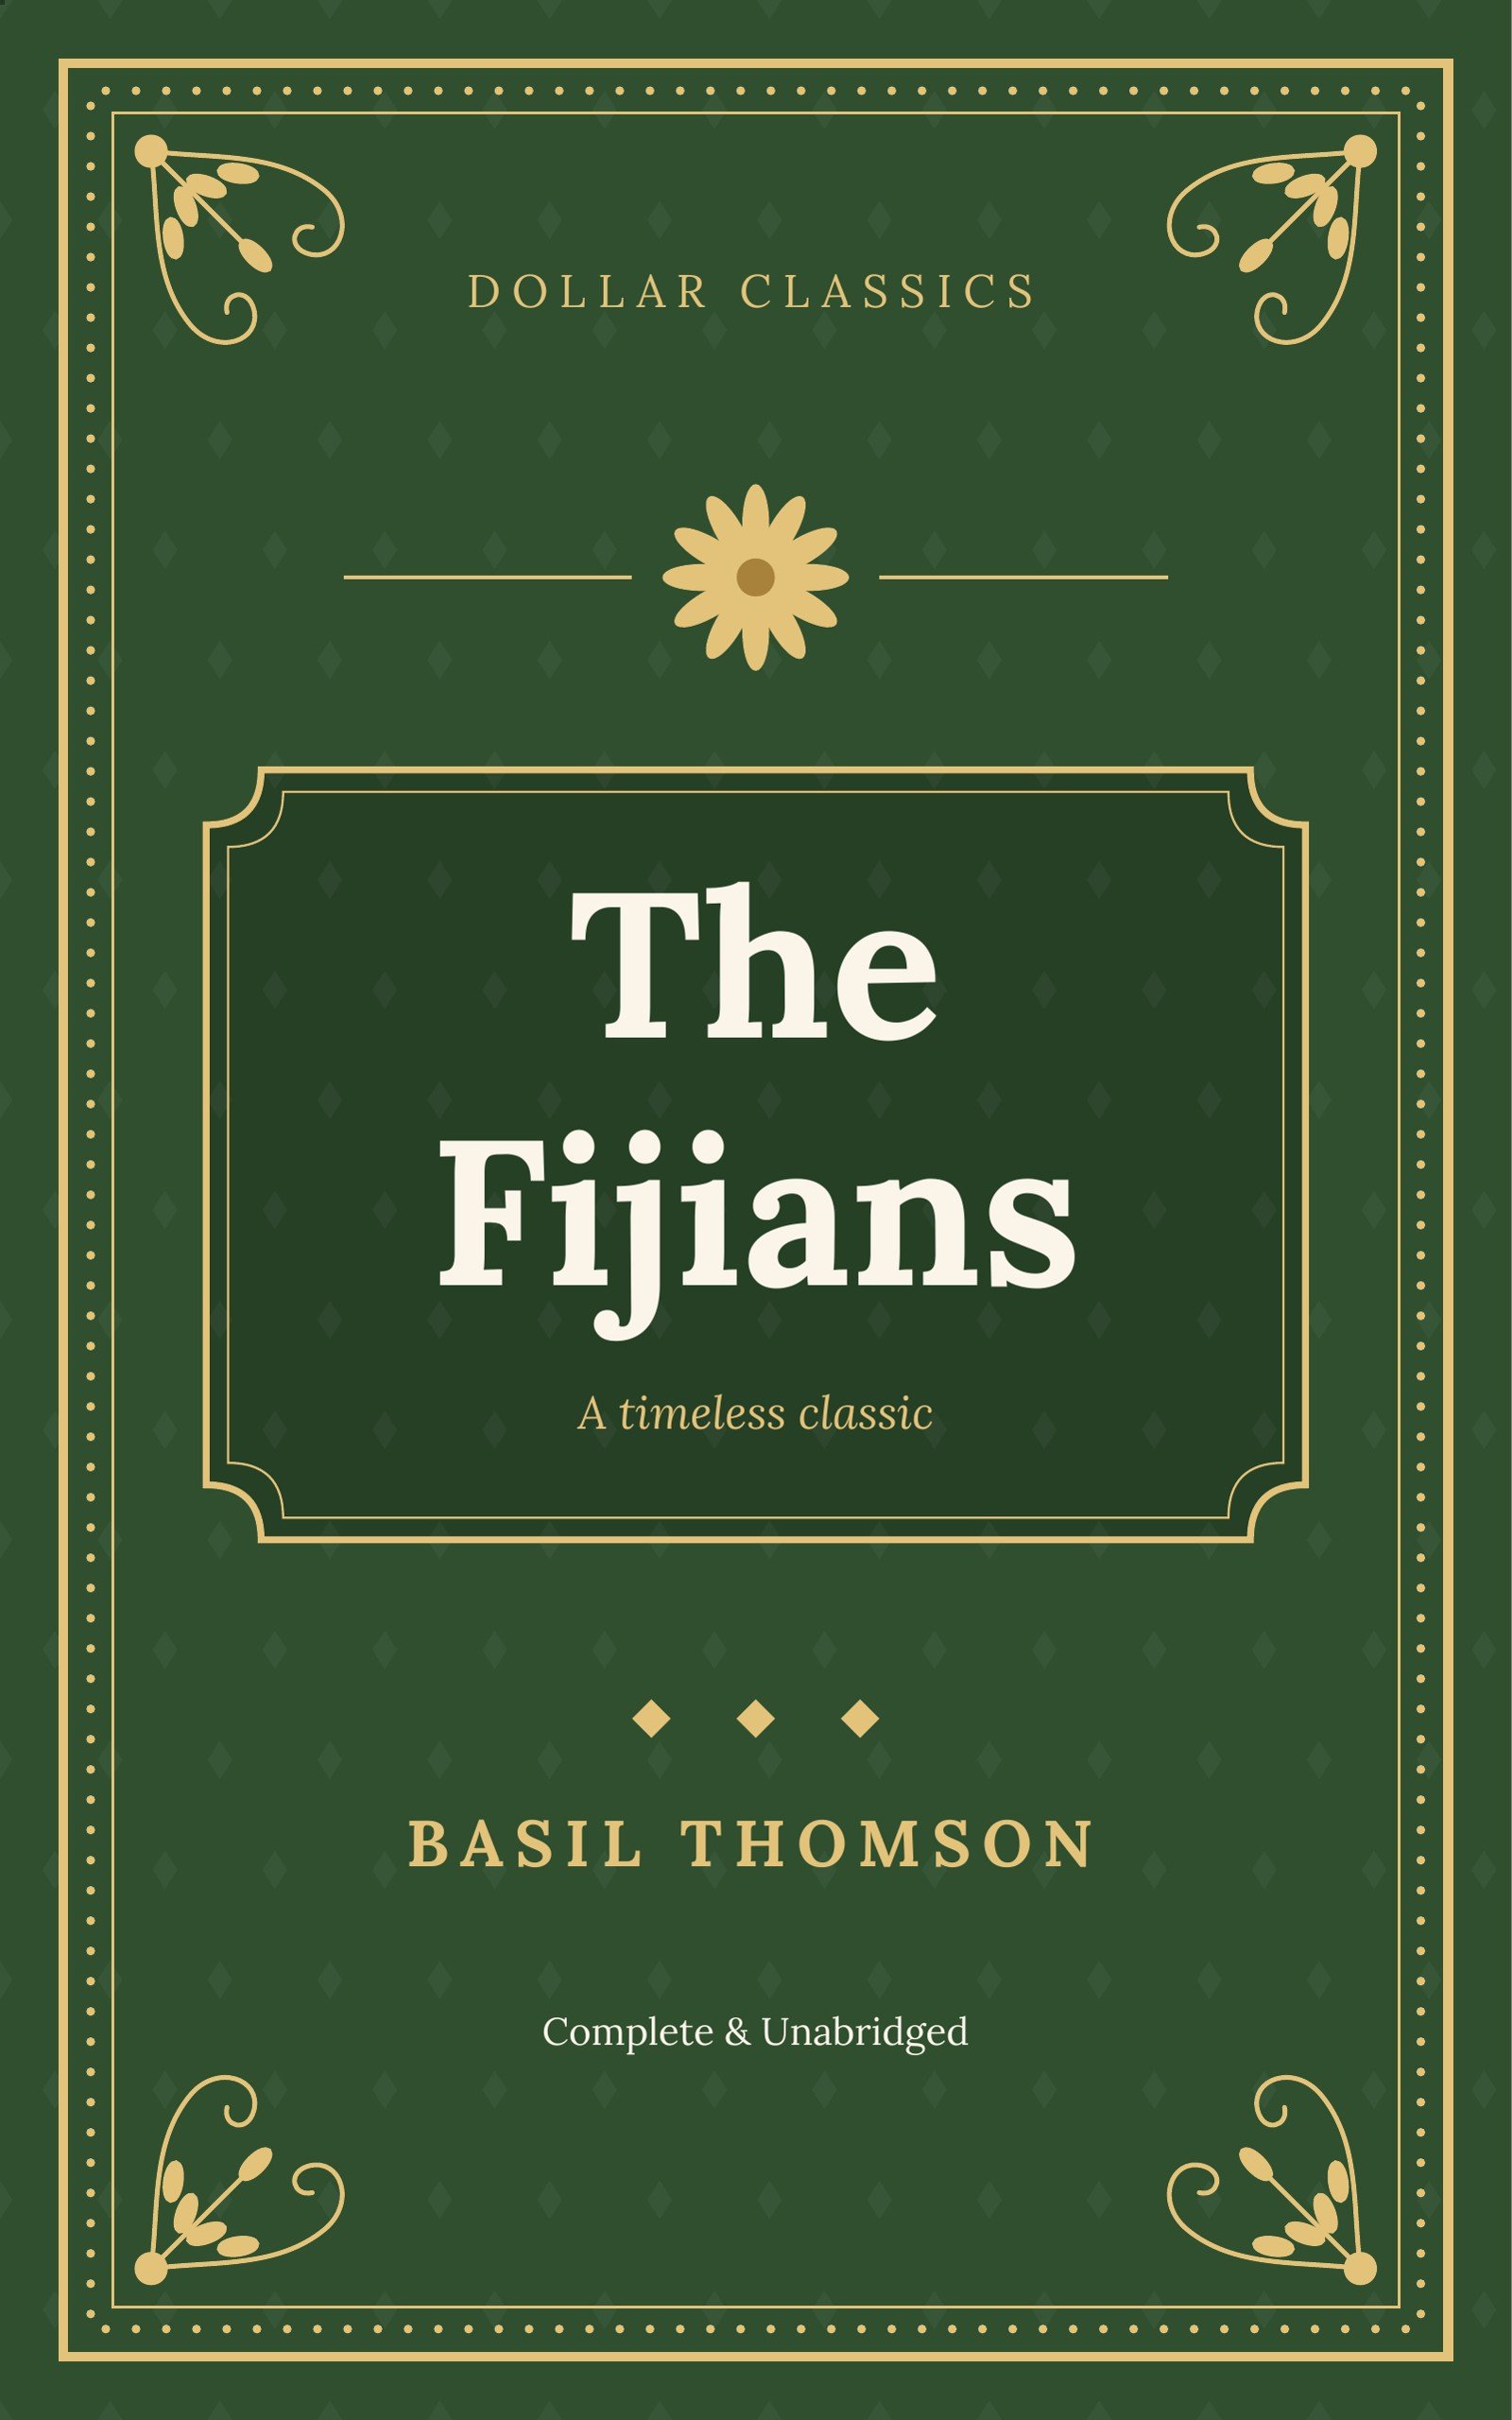 DOLLAR CLASSICS
The
Fijians
A timeless classic
BASIL THOMSON
Complete & Unabridged